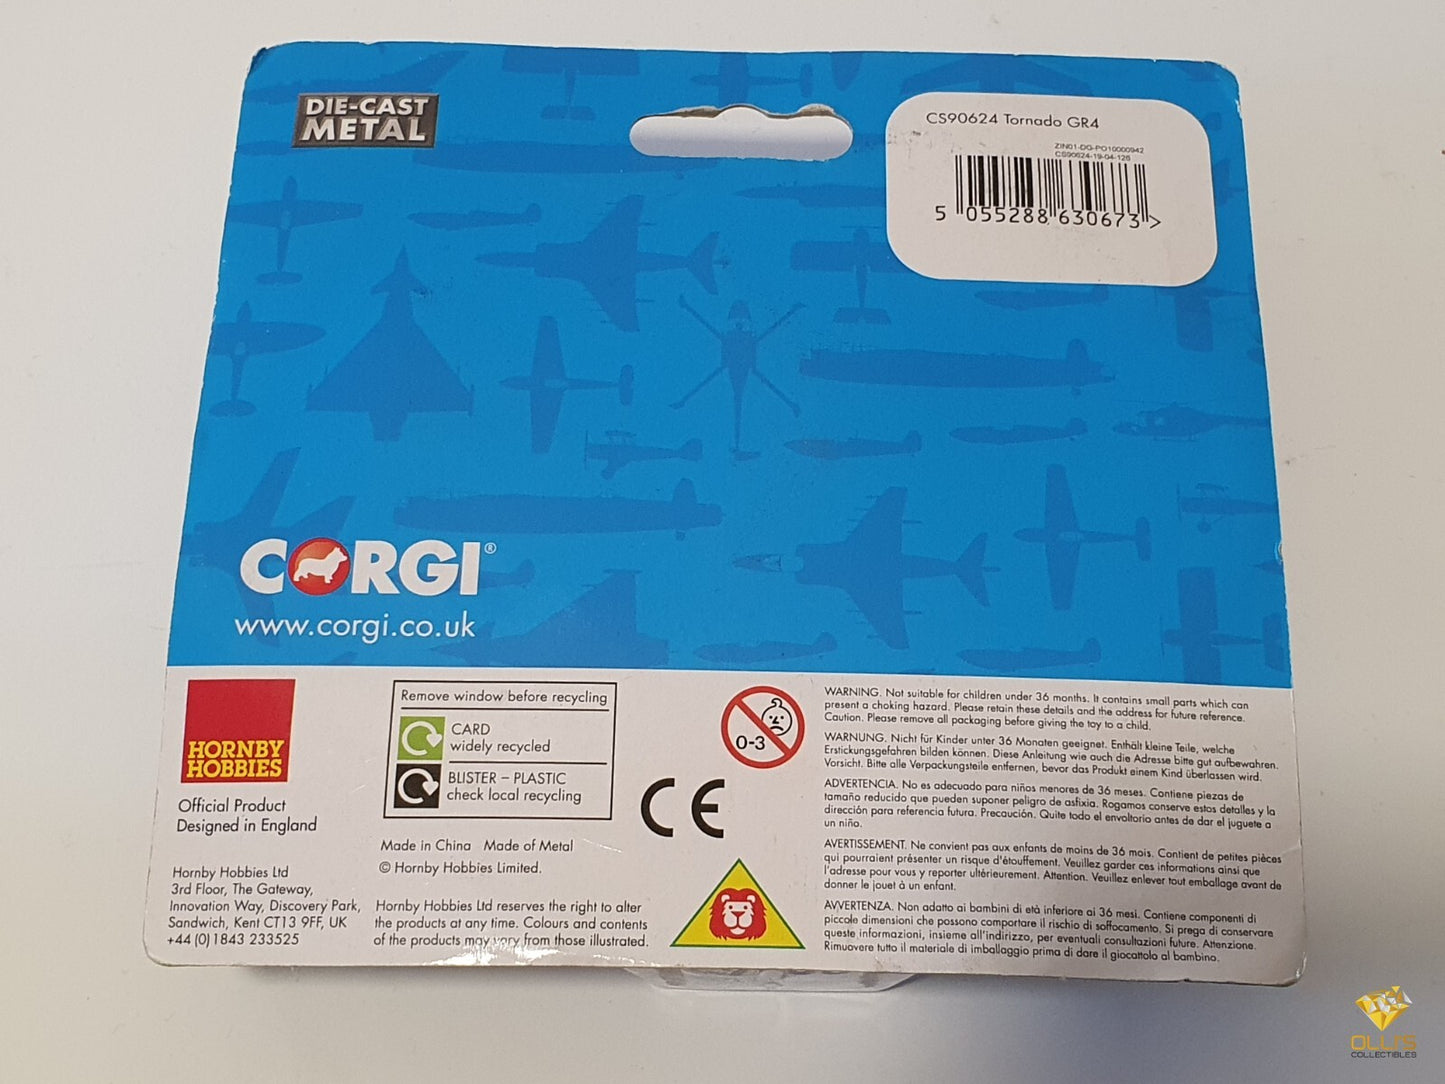 DIE-CAST
METAL
CS90624 Tornado GR4
ZIN01-DG-PO10000942
CS90624-19-04-126
5 055288 630673 >
CORGI®
www.corgi.co.uk
HORNBY
HOBBIES
Official Product
Designed in England
Hornby Hobbies Ltd
3rd Floor, The Gateway,
Innovation Way, Discovery Park,
Sandwich, Kent CT13 9FF, UK
+44 (0)1843 233525
Remove window before recycling
CARD
widely recycled
BLISTER – PLASTIC
check local recycling
Made in China Made of Metal
© Hornby Hobbies Limited.
Hornby Hobbies Ltd reserves the right to alter
the products at any time. Colours and contents
of the products may vary from those illustrated.
0-3
CE
WARNING. Not suitable for children under 36 months. It contains small parts which can
present a choking hazard. Please retain these details and the address for future reference.
Caution. Please remove all packaging before giving the toy to a child.
WARNUNG. Nicht für Kinder unter 36 Monaten geeignet. Enthält kleine Teile, welche
Erstickungsgefahren bilden können. Diese Anleitung wie auch die Adresse bitte gut aufbewahren.
Vorsicht. Bitte alle Verpackungsteile entfernen, bevor das Produkt einem Kind überlassen wird.
ADVERTENCIA. No es adecuado para niños menores de 36 meses. Contiene piezas de
tamaño reducido que pueden suponer peligro de asfixia. Rogamos conserve estos detalles y la
dirección para referencia futura. Precaución. Quite todo el envoltorio antes de dar el juguete a
un niño.
AVERTISSEMENT. Ne convient pas aux enfants de moins de 36 mois. Contient de petites pièces
qui pourraient présenter un risque d'étouffement. Veuillez garder ces informations ainsi que
l'adresse pour vous y reporter ultérieurement. Attention. Veuillez enlever tout emballage avant de
donner le jouet à un enfant.
AVVERTENZA. Non adatto ai bambini di età inferiore ai 36 mesi. Contiene componenti di
piccole dimensioni che possono comportare il rischio di soffocamento. Si prega di conservare
queste informazioni, insieme all'indirizzo, per eventuali consultazioni future. Attenzione.
Rimuovere tutto il materiale di imballaggio prima di dare il giocattolo al bambino.
OLLI'S
COLLECTIBLES